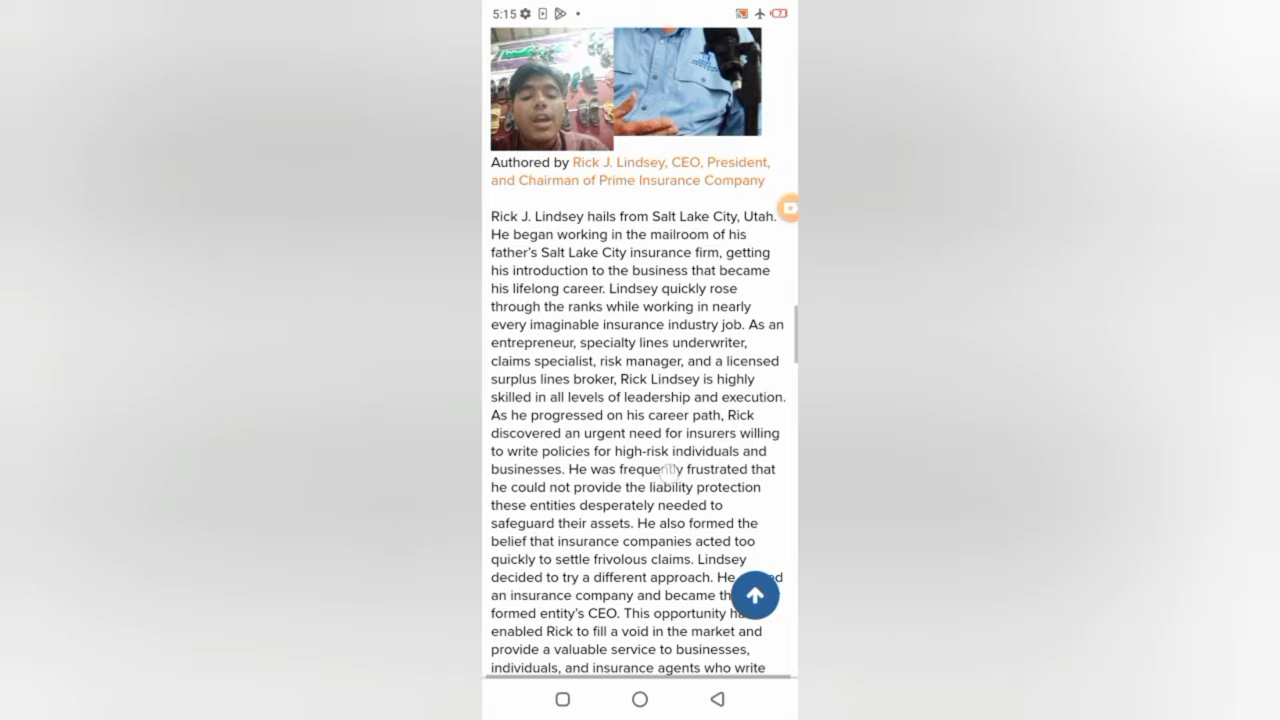 5:15
7
Authored by Rick J. Lindsey, CEO, President,
and Chairman of Prime Insurance Company
Rick J. Lindsey hails from Salt Lake City, Utah.
He began working in the mailroom of his
father's Salt Lake City insurance firm, getting
his introduction to the business that became
his lifelong career. Lindsey quickly rose
through the ranks while working in nearly
every imaginable insurance industry job. As an
entrepreneur, specialty lines underwriter,
claims specialist, risk manager, and a licensed
surplus lines broker, Rick Lindsey is highly
skilled in all levels of leadership and execution.
As he progressed on his career path, Rick
discovered an urgent need for insurers willing
to write policies for high-risk individuals and
businesses. He was frequently frustrated that
he could not provide the liability protection
these entities desperately needed to
safeguard their assets. He also formed the
belief that insurance companies acted too
quickly to settle frivolous claims. Lindsey
decided to try a different approach. He
an insurance company and became
formed entity's CEO. This opportunity
enabled Rick to fill a void in the market and
provide a valuable service to businesses,
individuals, and insurance agents who write